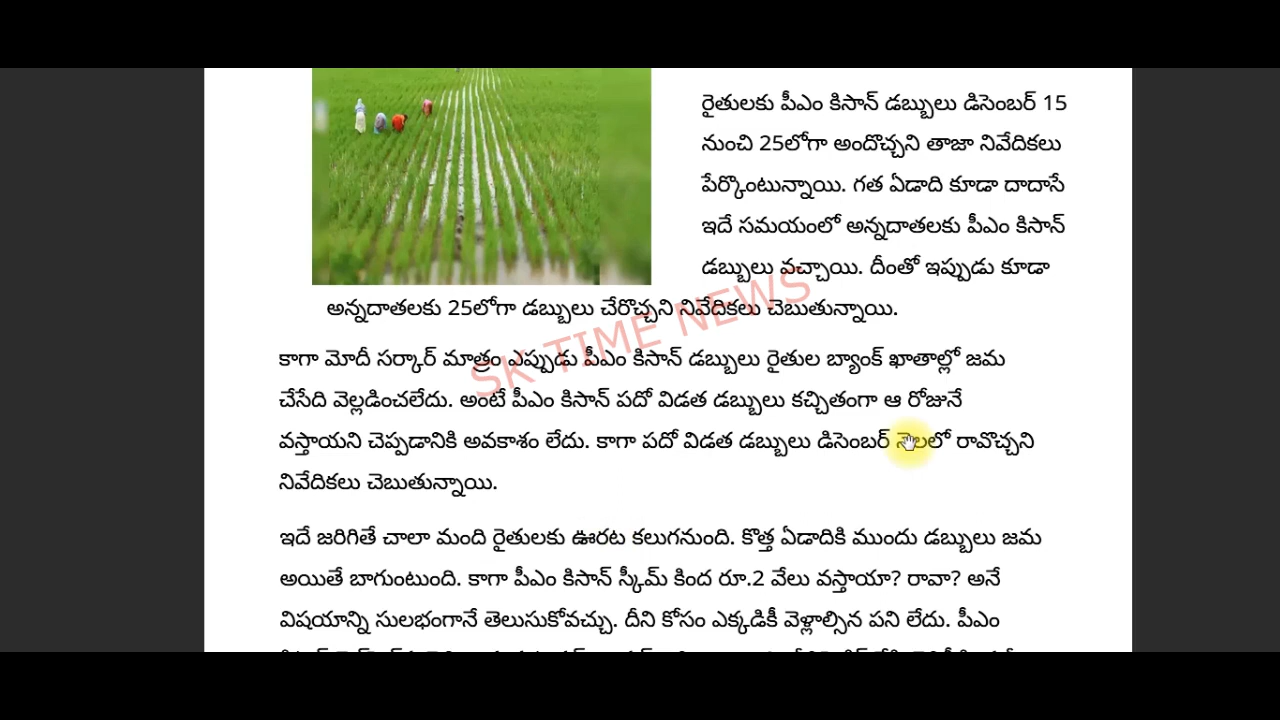 రైతులకు పీఎం కిసాన్ డబ్బులు డిసెంబర్ 15
నుంచి 25లోగా అందొచ్చని తాజా నివేదికలు
పేర్కొంటున్నాయి. గత ఏడాది కూడా దాదాసే
ఇదే సమయంలో అన్నదాతలకు పీఎం కిసాన్
డబ్బులు వచ్చాయి. దీంతో ఇప్పుడు కూడా
అన్నదాతలకు 25లోగా డబ్బులు చేరొచ్చని నివేదికలు చెబుతున్నాయి.
SK TIME NEWS
కాగా మోదీ సర్కార్ మాత్రం ఎప్పుడు పీఎం కిసాన్ డబ్బులు రైతుల బ్యాంక్ ఖాతాల్లో జమ
చేసేది వెల్లడించలేదు. అంటే పీఎం కిసాన్ పదో విడత డబ్బులు కచ్చితంగా ఆ రోజునే
వస్తాయని చెప్పడానికి అవకాశం లేదు. కాగా పదో విడత డబ్బులు డిసెంబర్ నెలలో రావొచ్చని
నివేదికలు చెబుతున్నాయి.
ఇదే జరిగితే చాలా మంది రైతులకు ఊరట కలుగనుంది. కొత్త ఏడాదికి ముందు డబ్బులు జమ
అయితే బాగుంటుంది. కాగా పీఎం కిసాన్ స్కీమ్ కింద రూ.2 వేలు వస్తాయా? రావా? అనే
విషయాన్ని సులభంగానే తెలుసుకోవచ్చు. దీని కోసం ఎక్కడికీ వెళ్లాల్సిన పని లేదు. పీఎం